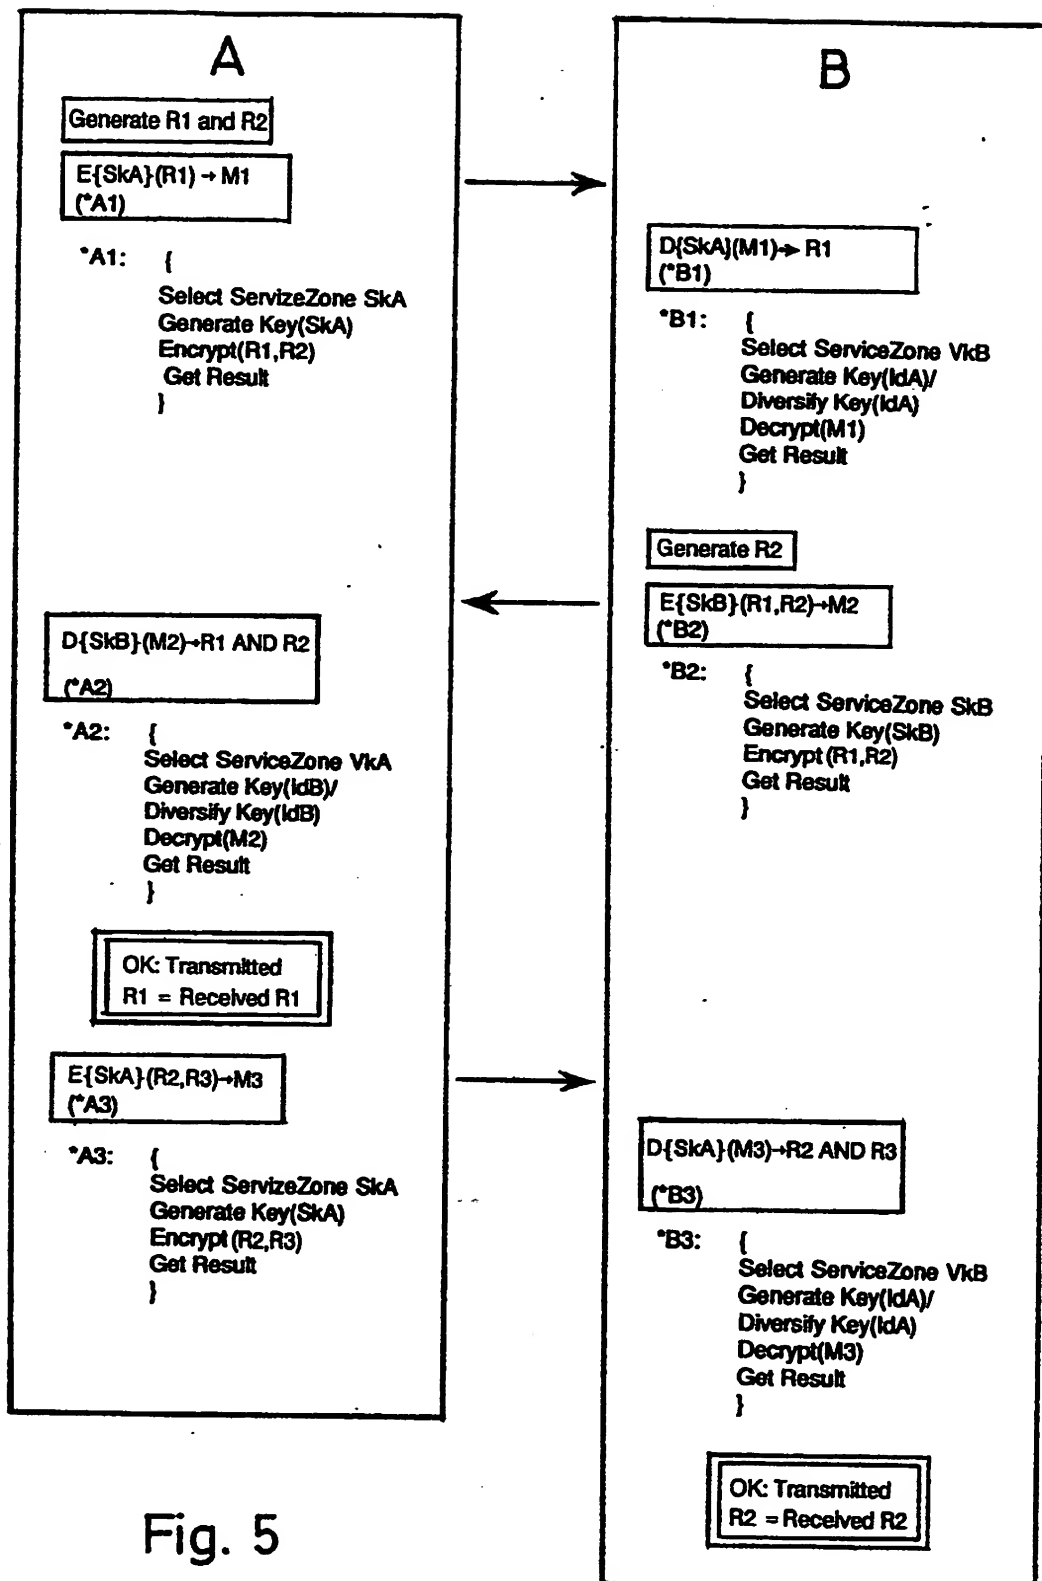 A
Generate R1 and R2
E{SkA}(R1)→M1
(*A1)
*A1: {
Select ServizeZone SkA
Generate Key(SkA)
Encrypt(R1,R2)
Get Result
}
D{SkB}(M2)→R1 AND R2
(*A2)
*A2: {
Select ServiceZone VkA
Generate Key(IdB)/
Diversify Key(IdB)
Decrypt(M2)
Get Result
}
OK: Transmitted
R1 = Received R1
E{SkA}(R2,R3)→M3
(*A3)
*A3: {
Select ServizeZone SkA
Generate Key(SkA)
Encrypt(R2,R3)
Get Result
}
B
D{SkA}(M1)→R1
(*B1)
*B1: {
Select ServiceZone VkB
Generate Key(IdA)/
Diversify Key(IdA)
Decrypt(M1)
Get Result
}
Generate R2
E{SkB}(R1,R2)→M2
(*B2)
*B2: {
Select ServiceZone SkB
Generate Key(SkB)
Encrypt(R1,R2)
Get Result
}
D{SkA}(M3)→R2 AND R3
(*B3)
*B3: {
Select ServiceZone VkB
Generate Key(IdA)/
Diversify Key(IdA)
Decrypt(M3)
Get Result
}
OK: Transmitted
R2 = Received R2
Fig. 5